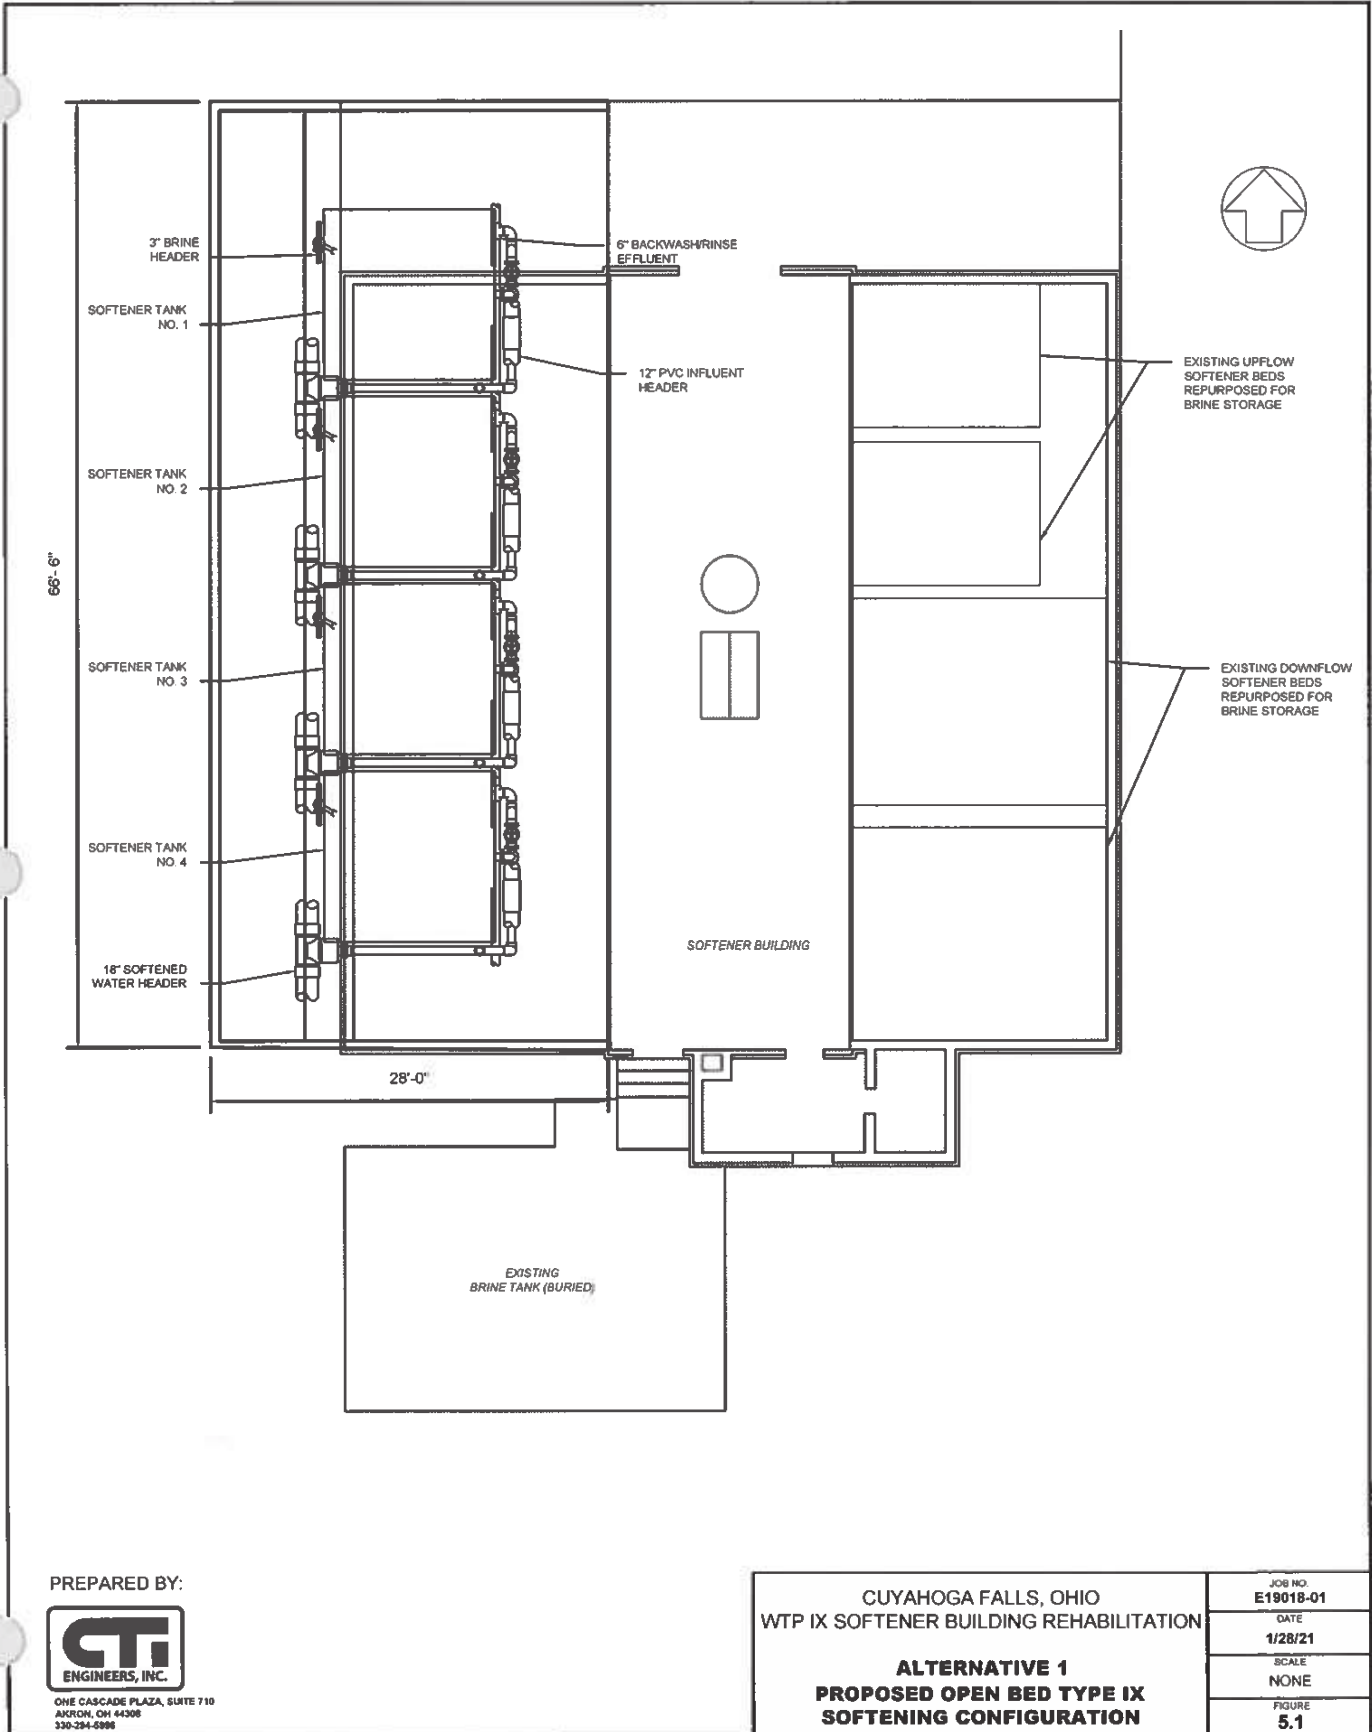 3" BRINE
HEADER
6" BACKWASH/RINSE
EFFLUENT
SOFTENER TANK
NO. 1
12" PVC INFLUENT
HEADER
EXISTING UPFLOW
SOFTENER BEDS
REPURPOSED FOR
BRINE STORAGE
SOFTENER TANK
NO. 2
66'- 6"
SOFTENER TANK
NO. 3
EXISTING DOWNFLOW
SOFTENER BEDS
REPURPOSED FOR
BRINE STORAGE
SOFTENER TANK
NO. 4
SOFTENER BUILDING
18" SOFTENED
WATER HEADER
28'-0"
EXISTING
BRINE TANK (BURIED)
PREPARED BY:
CTi
ENGINEERS, INC.
ONE CASCADE PLAZA, SUITE 710
AKRON, OH 44308
330-294-5996
CUYAHOGA FALLS, OHIO
WTP IX SOFTENER BUILDING REHABILITATION
ALTERNATIVE 1
PROPOSED OPEN BED TYPE IX
SOFTENING CONFIGURATION
JOB NO.
E19018-01
DATE
1/28/21
SCALE
NONE
FIGURE
5.1